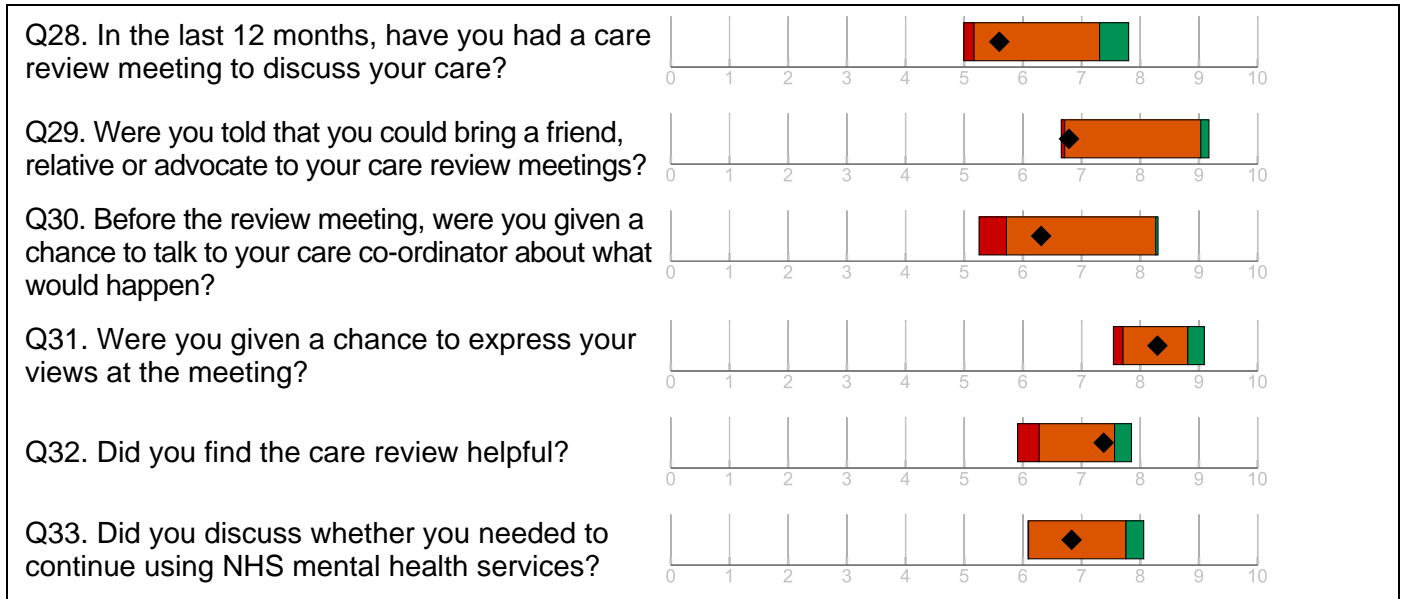 Q28. In the last 12 months, have you had a care
review meeting to discuss your care?
0 1 2 3 4 5 6 7 8 9 10
Q29. Were you told that you could bring a friend,
relative or advocate to your care review meetings?
0 1 2 3 4 5 6 7 8 9 10
Q30. Before the review meeting, were you given a
chance to talk to your care co-ordinator about what
would happen?
0 1 2 3 4 5 6 7 8 9 10
Q31. Were you given a chance to express your
views at the meeting?
0 1 2 3 4 5 6 7 8 9 10
Q32. Did you find the care review helpful?
0 1 2 3 4 5 6 7 8 9 10
Q33. Did you discuss whether you needed to
continue using NHS mental health services?
0 1 2 3 4 5 6 7 8 9 10